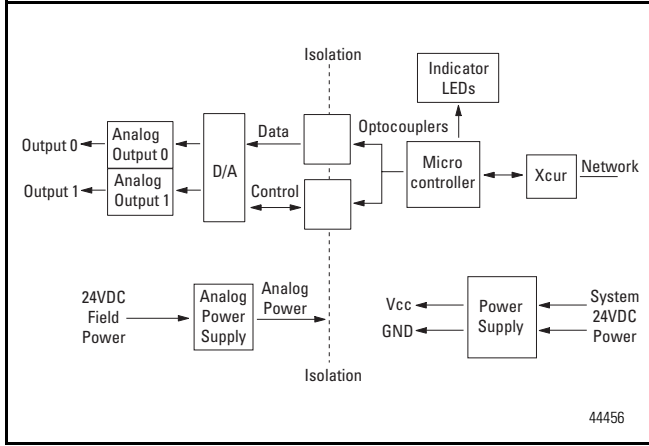 Isolation
Indicator
LEDs
Optocouplers
Data
Analog
Output 0
Output 0
D/A
Micro
controller
Xcur
Network
Analog
Output 1
Output 1
Control
24VDC
Field
Power
Analog
Power
Supply
Analog
Power
Vcc
GND
Power
Supply
System
24VDC
Power
Isolation
44456